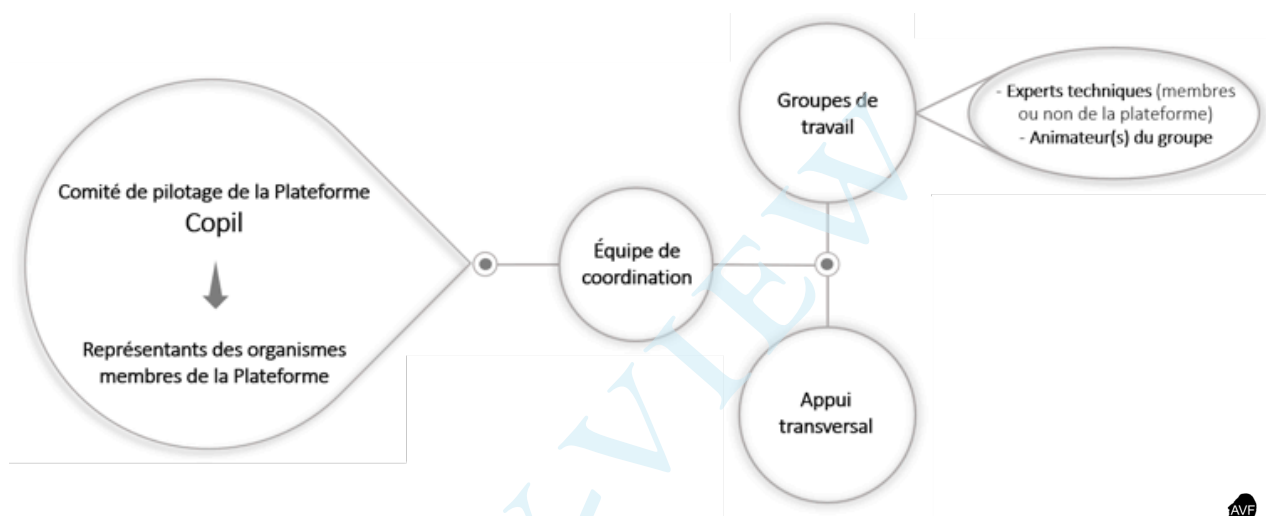 Comité de pilotage de la Plateforme
Copil
Représentants des organismes
membres de la Plateforme
Équipe de
coordination
Groupes de
travail
- Experts techniques (membres
ou non de la plateforme)
- Animateur(s) du groupe
Appui
transversal
-VIEW
AVF